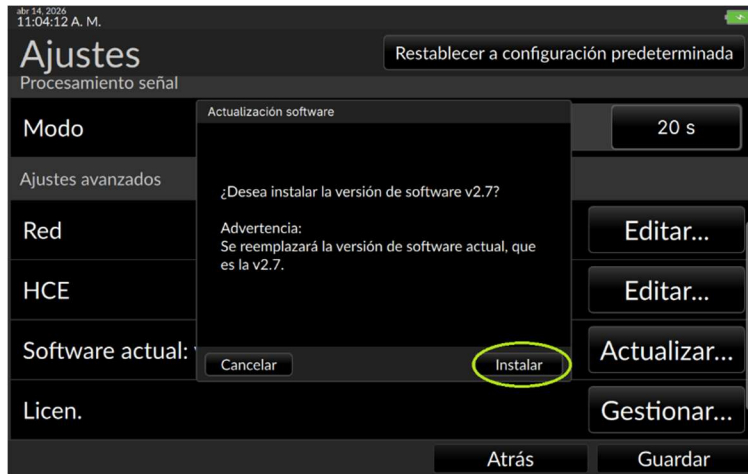 abr 14, 2026
11:04:12 A. M.
Ajustes
Restablecer a configuración predeterminada
Procesamiento señal
Modo
20 s
Ajustes avanzados
Red
Editar...
HCE
Editar...
Software actual:
Actualizar...
Licen.
Gestionar...
Atrás
Guardar
Actualización software
¿Desea instalar la versión de software v2.7?
Advertencia:
Se reemplazará la versión de software actual, que
es la v2.7.
Cancelar
Instalar